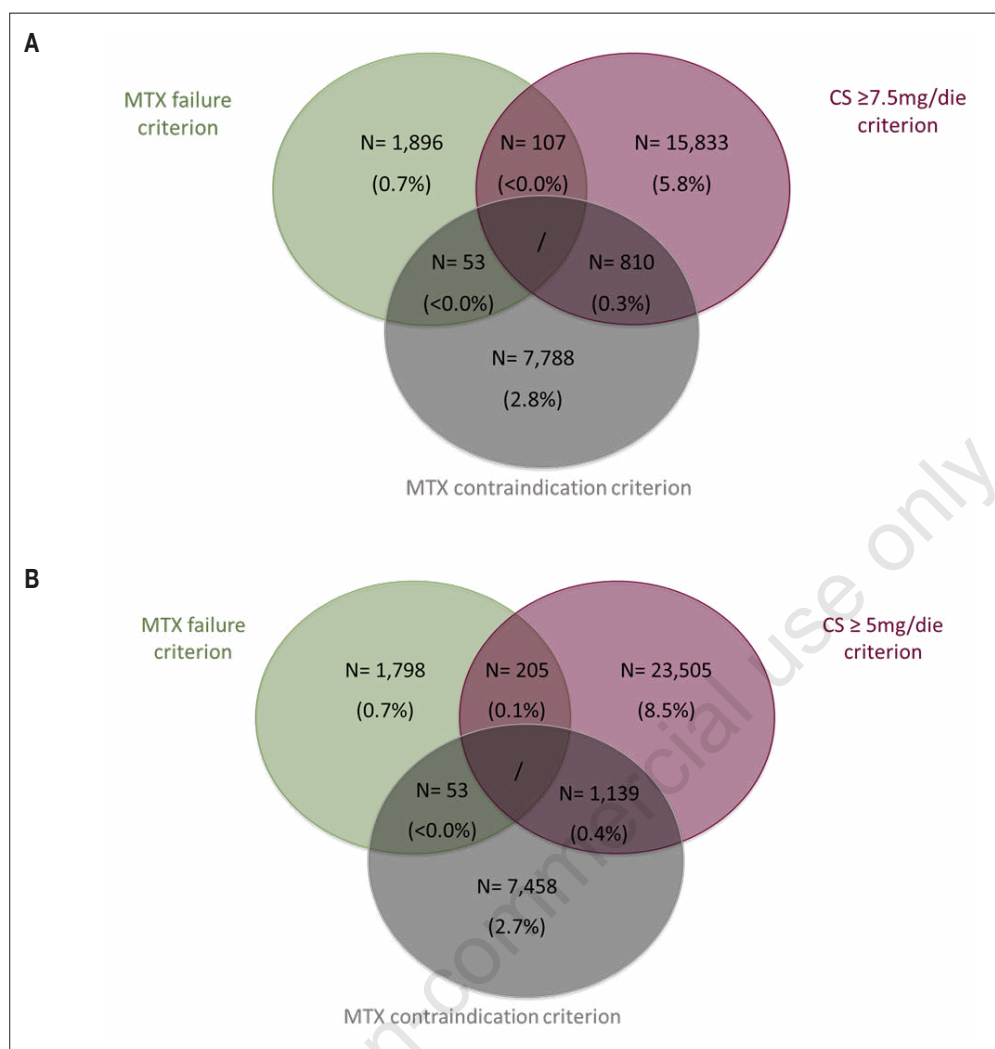 A
MTX failure
criterion
CS ≥7.5mg/die
criterion
N= 1,896
(0.7%)
N= 107
(<0.0%)
N= 15,833
(5.8%)
/
N= 53
(<0.0%)
N= 810
(0.3%)
N= 7,788
(2.8%)
MTX contraindication criterion
B
MTX failure
criterion
CS ≥ 5mg/die
criterion
N= 1,798
(0.7%)
N= 205
(0.1%)
N= 23,505
(8.5%)
/
N= 53
(<0.0%)
N= 1,139
(0.4%)
N= 7,458
(2.7%)
MTX contraindication criterion
n-commercial use only